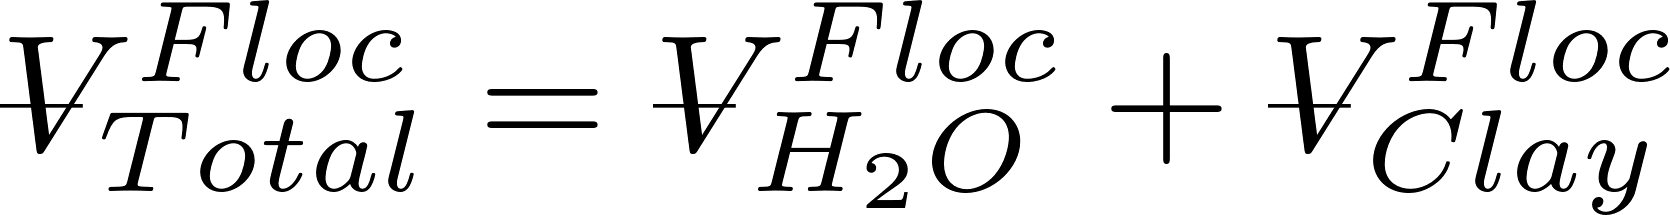 V̶^{Floc}_{Total} = V̶^{Floc}_{H_2O} + V̶^{Floc}_{Clay}